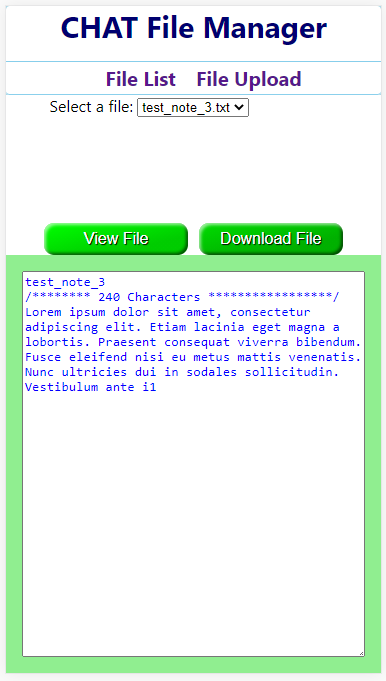 CHAT File Manager
File List File Upload
Select a file: test_note_3.txt
View File Download File
test_note_3
/******** 240 Characters *****************/
Lorem ipsum dolor sit amet, consectetur
adipiscing elit. Etiam lacinia eget magna a
lobortis. Praesent consequat viverra bibendum.
Fusce eleifend nisi eu metus mattis venenatis.
Nunc ultricies dui in sodales sollicitudin.
Vestibulum ante i1